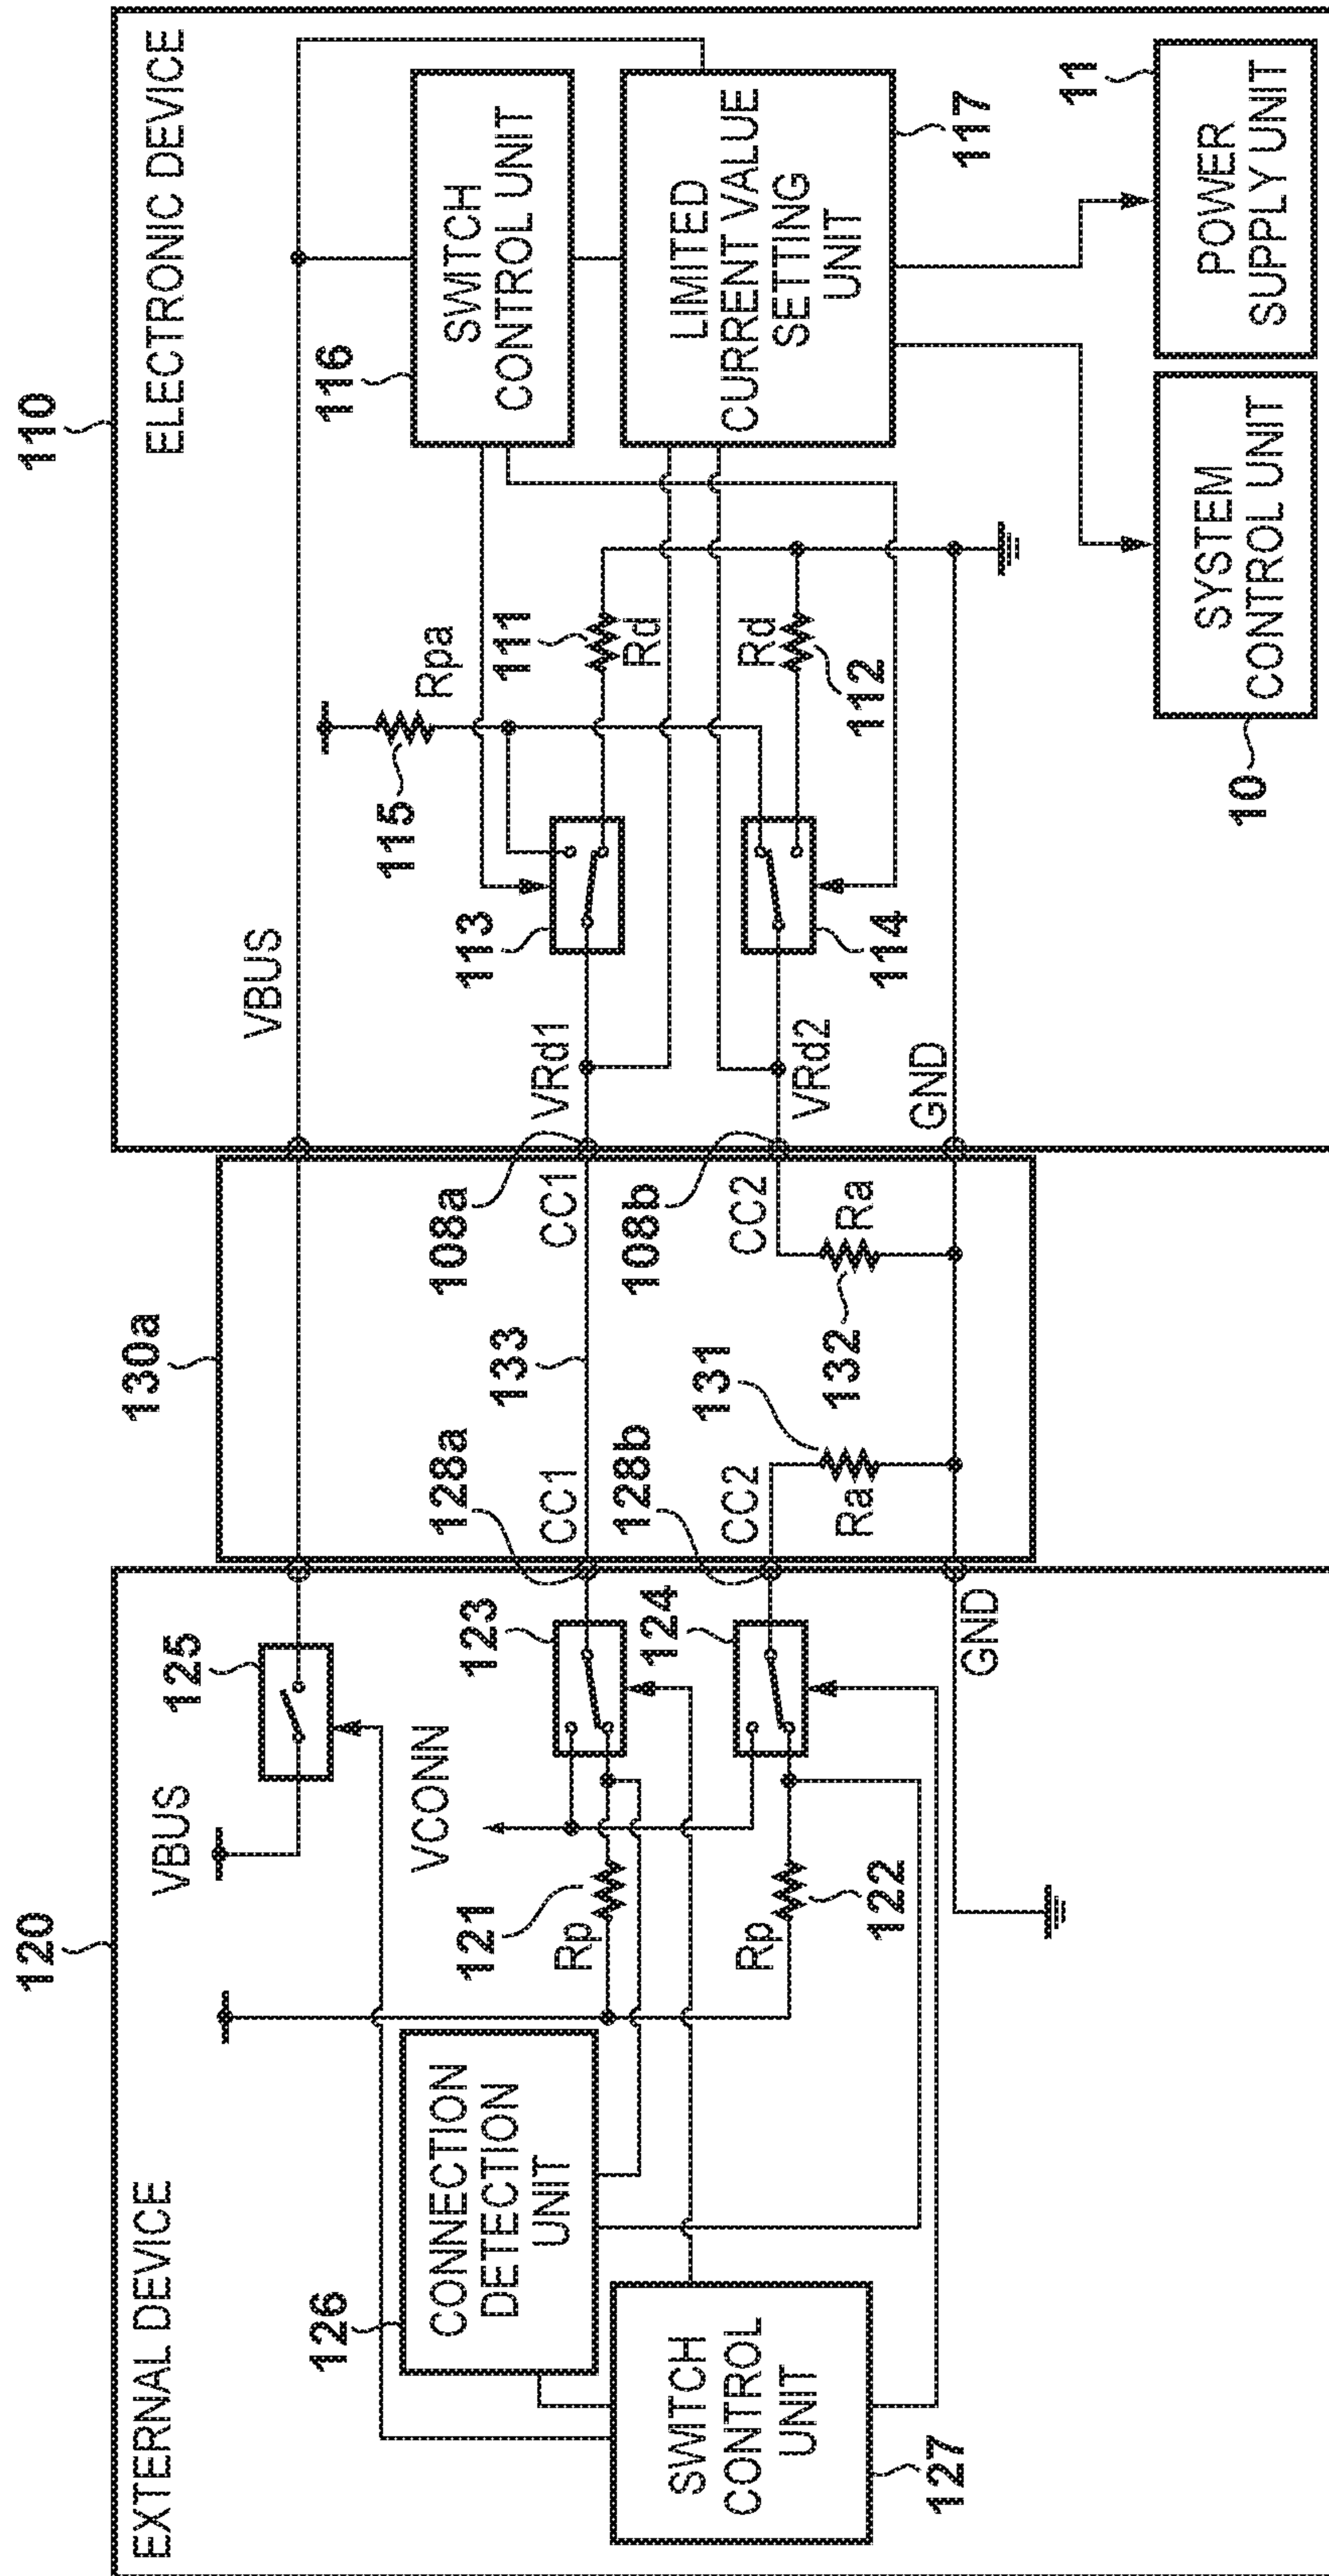 120
EXTERNAL DEVICE
126
CONNECTION
DETECTION
UNIT
SWITCH
CONTROL
UNIT
127
VBUS
125
VCONN
121
Rp
Rp
122
123
124
GND
130a
128a
CC1
128b
CC2
133
131
Ra
108a
CC1
108b
CC2
Ra
132
110
ELECTRONIC DEVICE
VBUS
VRd1
VRd2
GND
113
114
115
Rpa
111
Rd
Rd
112
116
SWITCH
CONTROL UNIT
LIMITED
CURRENT VALUE
SETTING
UNIT
117
SYSTEM
CONTROL UNIT
10
POWER
SUPPLY UNIT
11